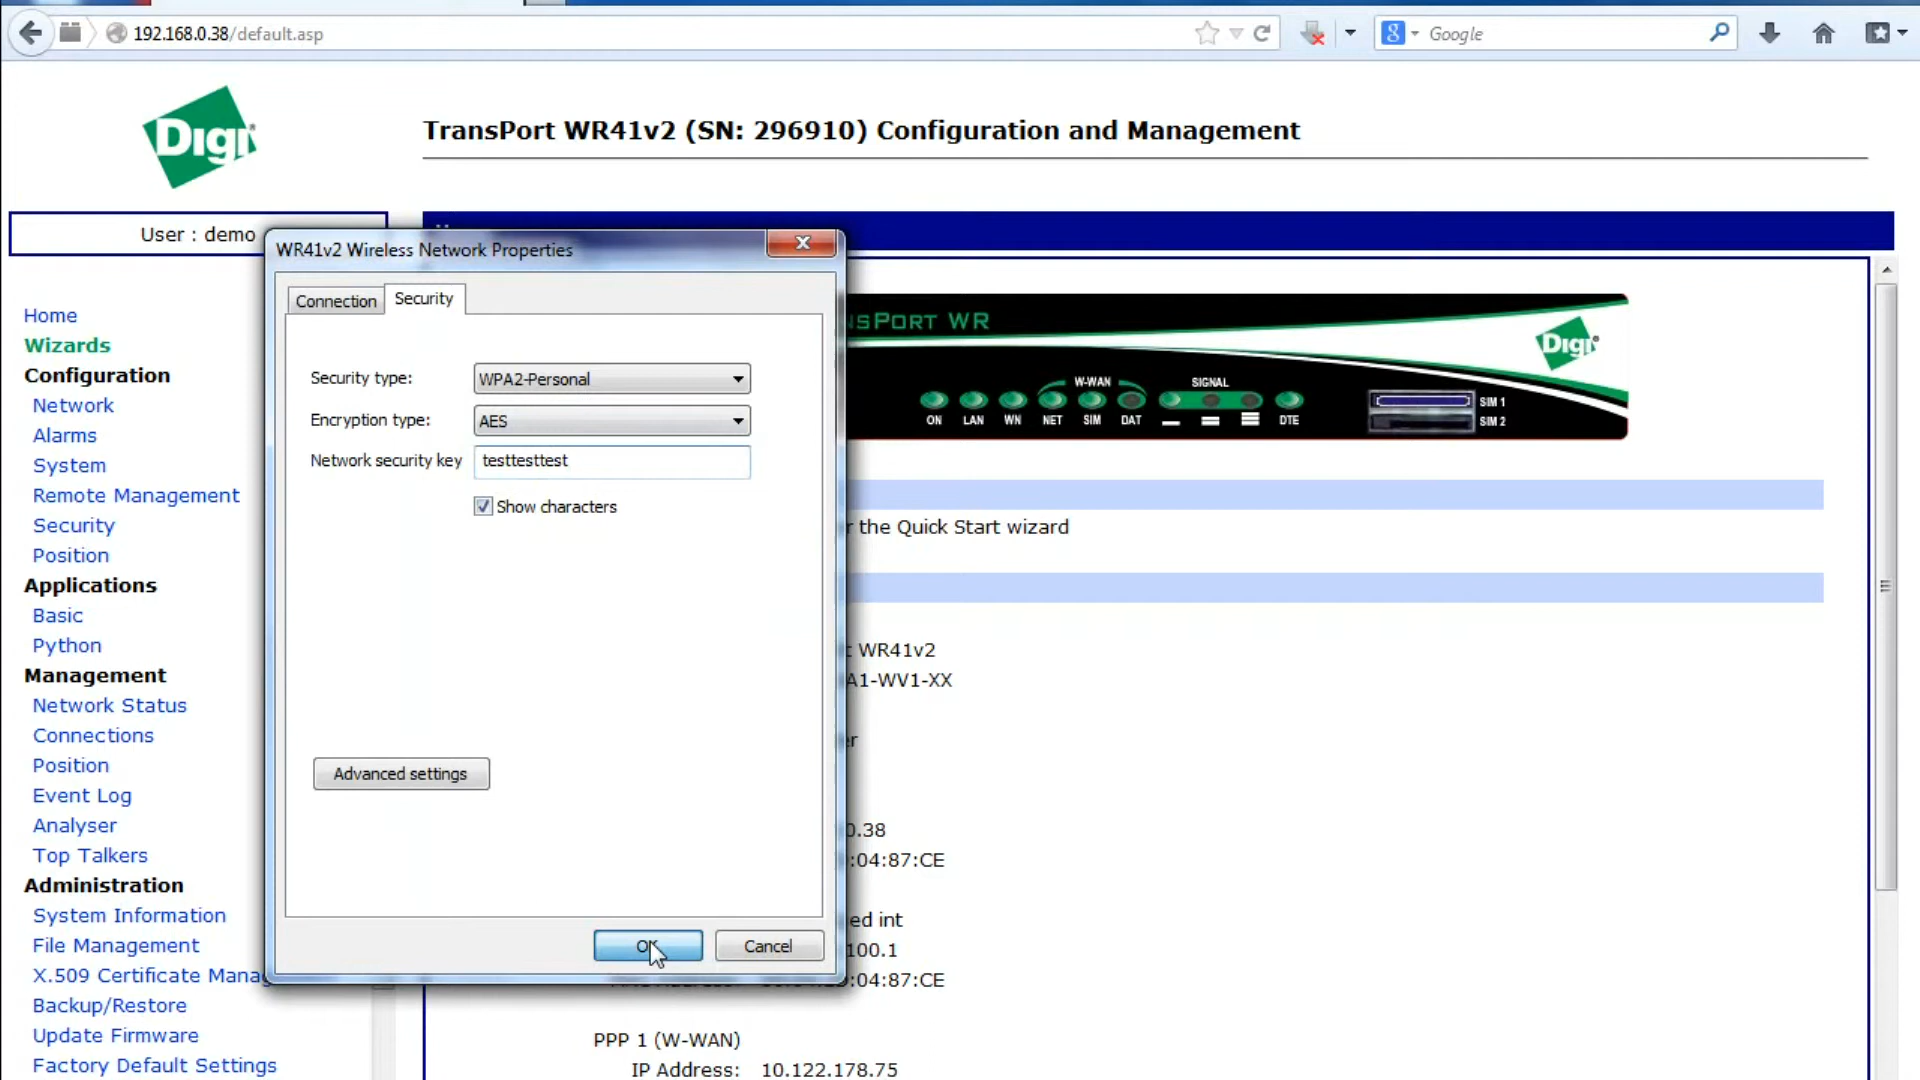 192.168.0.38/default.asp
Google
Digi
TransPort WR41v2 (SN: 296910) Configuration and Management
User : demo
WR41v2 Wireless Network Properties
Connection
Security
Security type:
WPA2-Personal
Encryption type:
AES
Network security key
testtesttest
Show characters
Advanced settings
OK
Cancel
Home
Wizards
Configuration
Network
Alarms
System
Remote Management
Security
Position
Applications
Basic
Python
Management
Network Status
Connections
Position
Event Log
Analyser
Top Talkers
Administration
System Information
File Management
X.509 Certificate Mana
Backup/Restore
Update Firmware
Factory Default Settings
nsPort WR
Digi
W-WAN
SIGNAL
ON LAN WN NET SIM DAT DTE
SIM 1
SIM 2
r the Quick Start wizard
t WR41v2
A1-WV1-XX
er
0.38
:04:87:CE
ed int
100.1
:04:87:CE
PPP 1 (W-WAN)
IP Address: 10.122.178.75